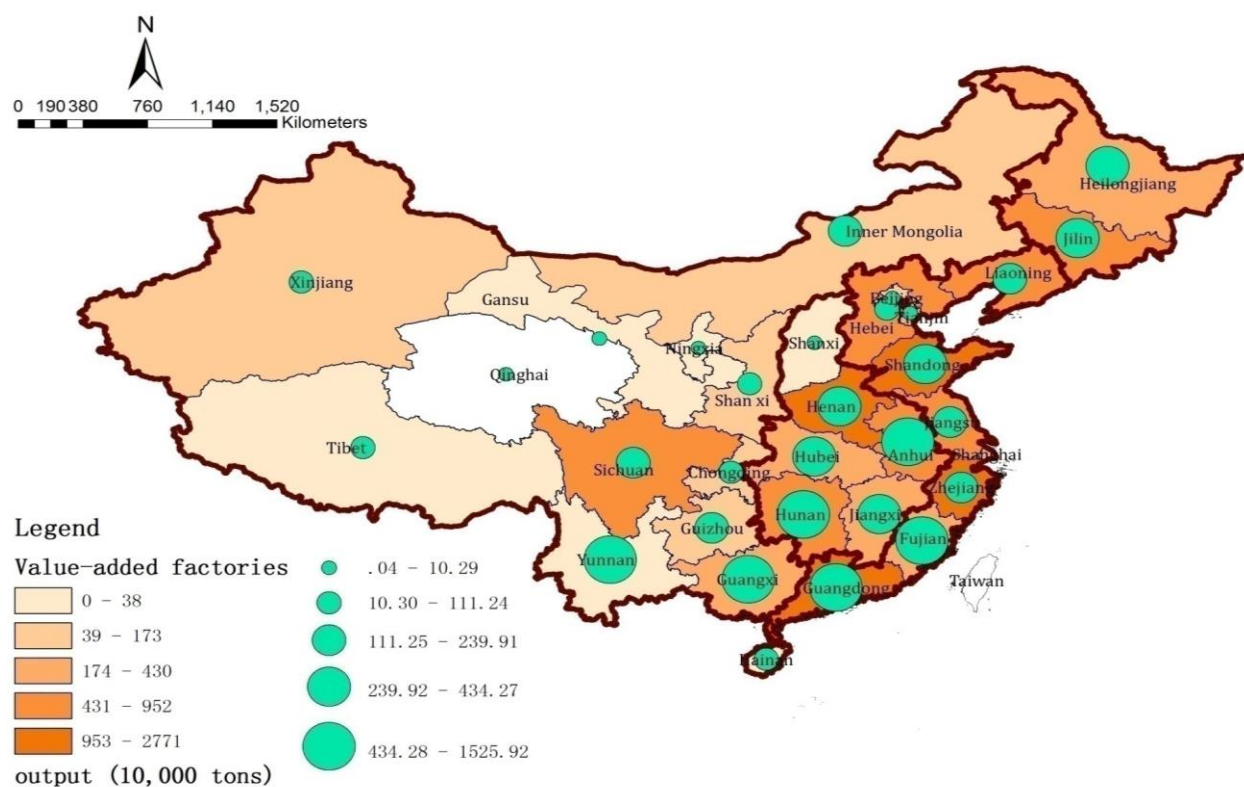 N
0 190 380 760 1,140 1,520
Kilometers
Heilongjiang
Inner Mongolia
Jilin
Liaoning
Xinjiang
Gansu
Beijing
Tianjin
Hebei
Ningxia
Shanxi
Shandong
Qinghai
Shan xi
Henan
Jiangsu
Tibet
Sichuan
Chongqing
Hubei
Anhui
Shanghai
Zhejiang
Guizhou
Hunan
Jiangxi
Fujian
Yunnan
Guangxi
Guangdong
Taiwan
Hainan
Legend
Value-added factories
0 - 38
39 - 173
174 - 430
431 - 952
953 - 2771
output (10,000 tons)
.04 - 10.29
10.30 - 111.24
111.25 - 239.91
239.92 - 434.27
434.28 - 1525.92